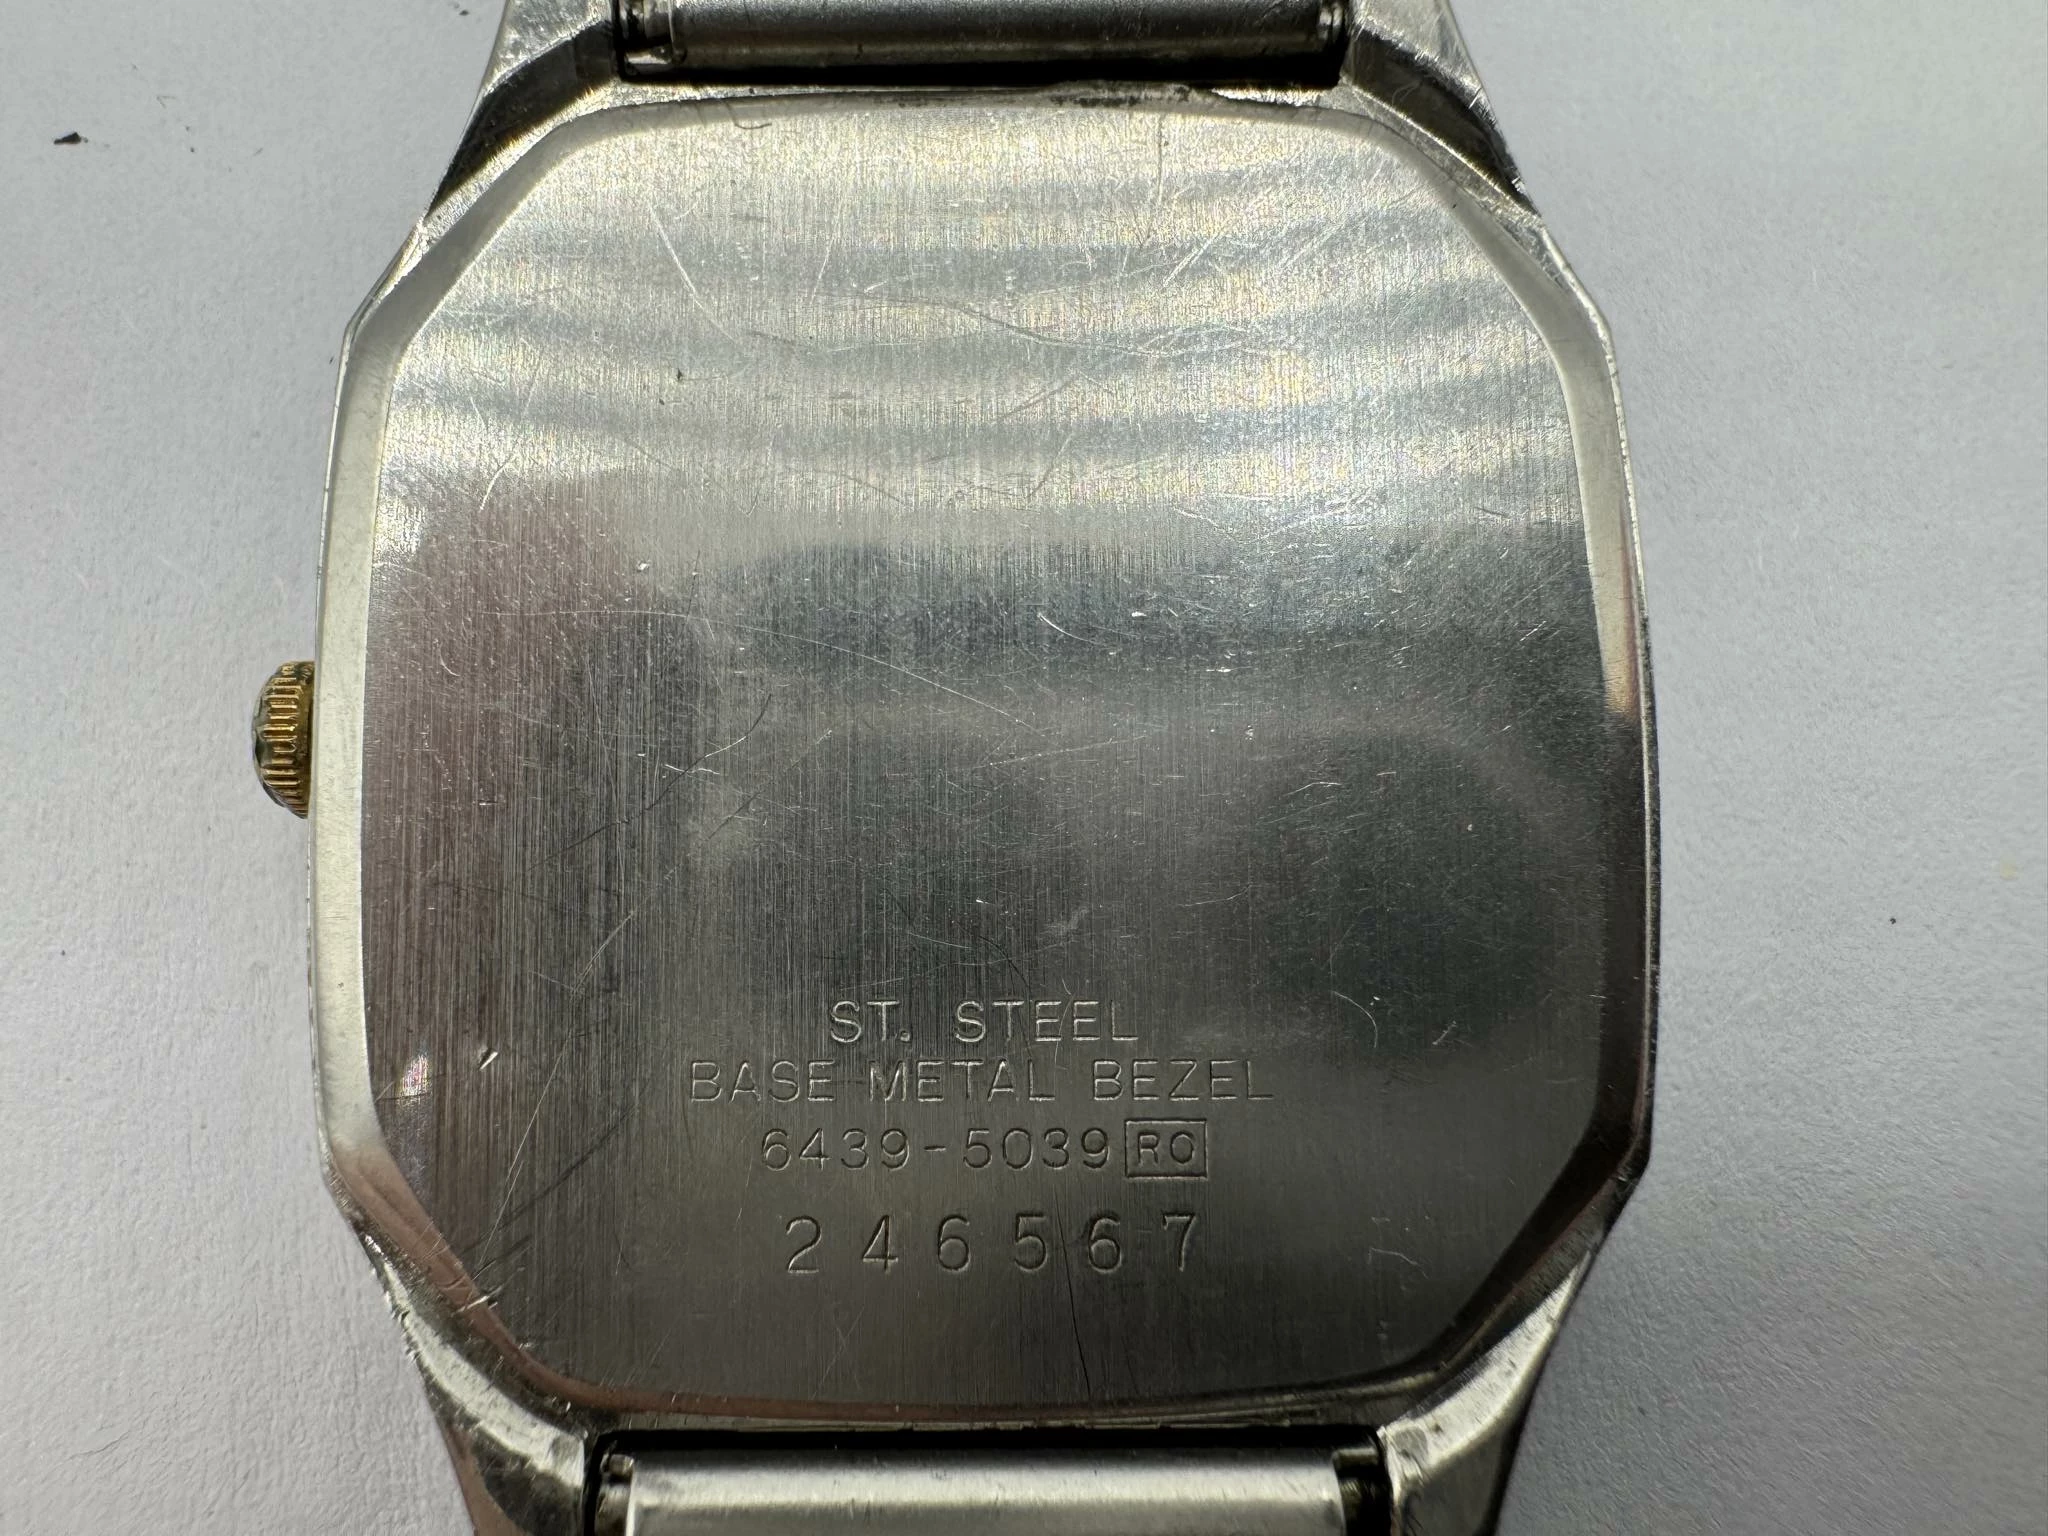 ST. STEEL
BASE METAL BEZEL
6439-5039 RO
246567